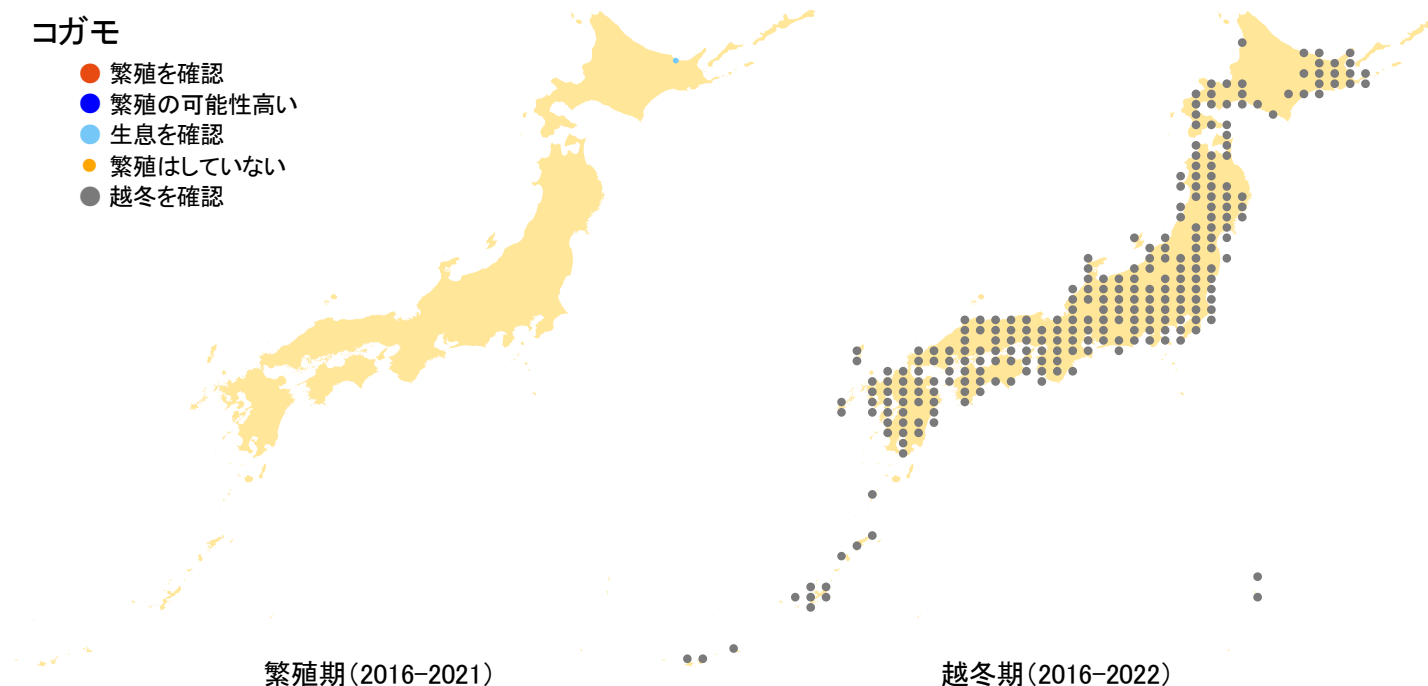 コガモ
繁殖を確認
繁殖の可能性高い
生息を確認
繁殖はしていない
越冬を確認
繁殖期（2016-2021）
越冬期（2016-2022）